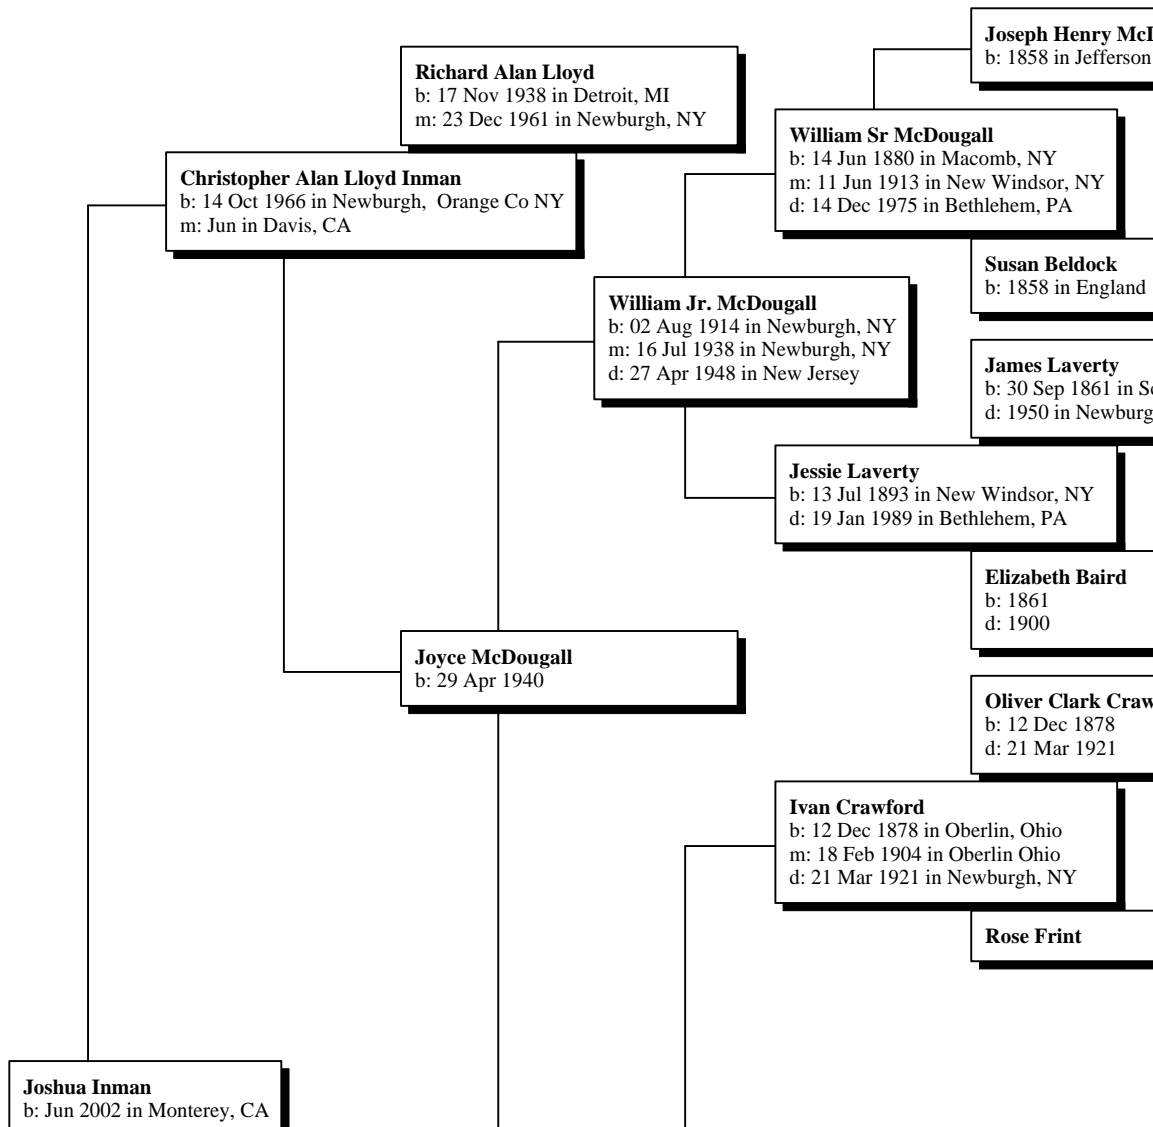 Joseph Henry
b: 1858 in Jefferson
Richard Alan Lloyd
b: 17 Nov 1938 in Detroit, MI
m: 23 Dec 1961 in Newburgh, NY
William Sr McDougall
b: 14 Jun 1880 in Macomb, NY
m: 11 Jun 1913 in New Windsor, NY
d: 14 Dec 1975 in Bethlehem, PA
Christopher Alan Lloyd Inman
b: 14 Oct 1966 in Newburgh,  Orange Co NY
m: Jun in Davis, CA
Susan Beldock
b: 1858 in England
William Jr. McDougall
b: 02 Aug 1914 in Newburgh, NY
m: 16 Jul 1938 in Newburgh, NY
d: 27 Apr 1948 in New Jersey
James Laverty
b: 30 Sep 1861 in
d: 1950 in
Jessie Laverty
b: 13 Jul 1893 in New Windsor, NY
d: 19 Jan 1989 in Bethlehem, PA
Elizabeth Baird
b: 1861
d: 1900
Joyce McDougall
b: 29 Apr 1940
Oliver Clark
b: 12 Dec 1878
d: 21 Mar 1921
Ivan Crawford
b: 12 Dec 1878 in Oberlin, Ohio
m: 18 Feb 1904 in Oberlin Ohio
d: 21 Mar 1921 in Newburgh, NY
Rose Frint
Joshua Inman
b: Jun 2002 in Monterey, CA